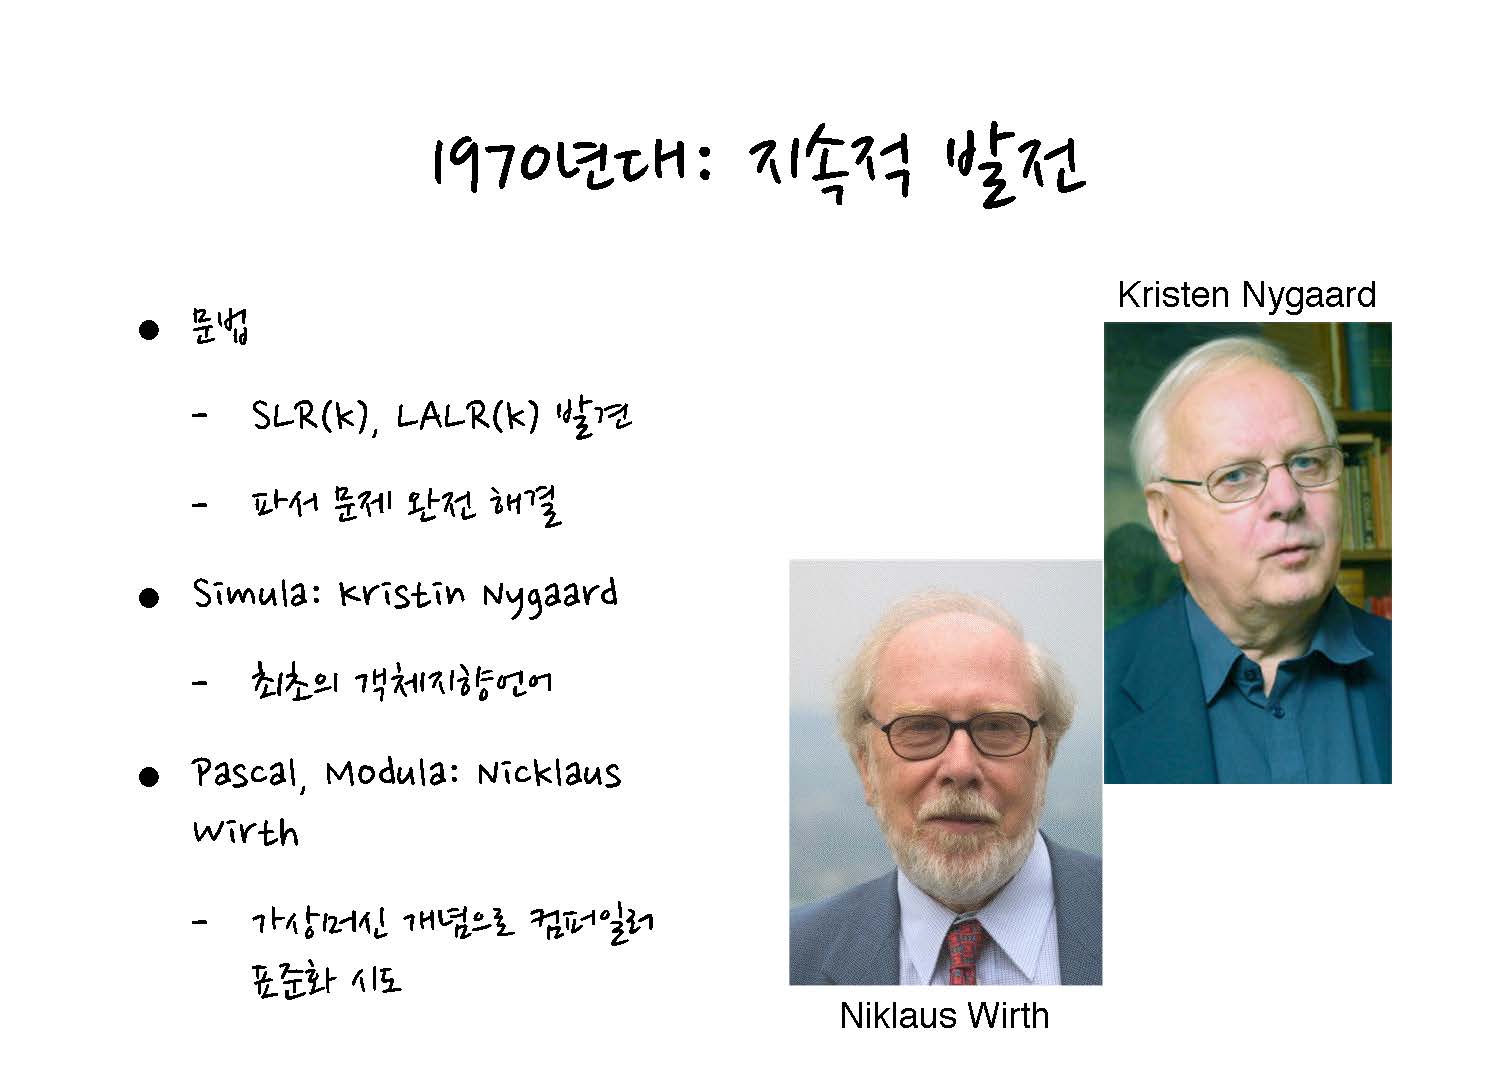 1970년대: 지속적 발전
● 문법
- SLR(k), LALR(k) 발견
- 파서 문제 완전 해결
● Simula: Kristin Nygaard
- 최초의 객체지향언어
● Pascal, Modula: Nicklaus
Wirth
- 가상머신 개념으로 컴퍼일러
표준화 시도
Kristen Nygaard
Niklaus Wirth